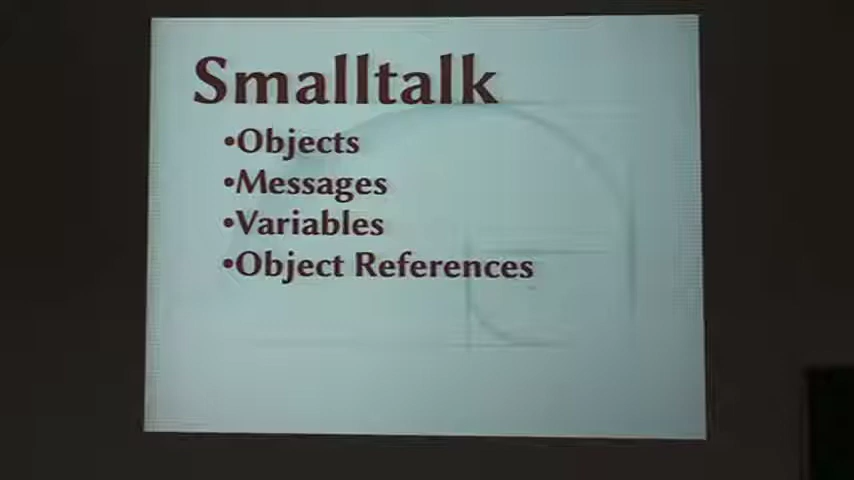 Smalltalk
•Objects
•Messages
•Variables
•Object References